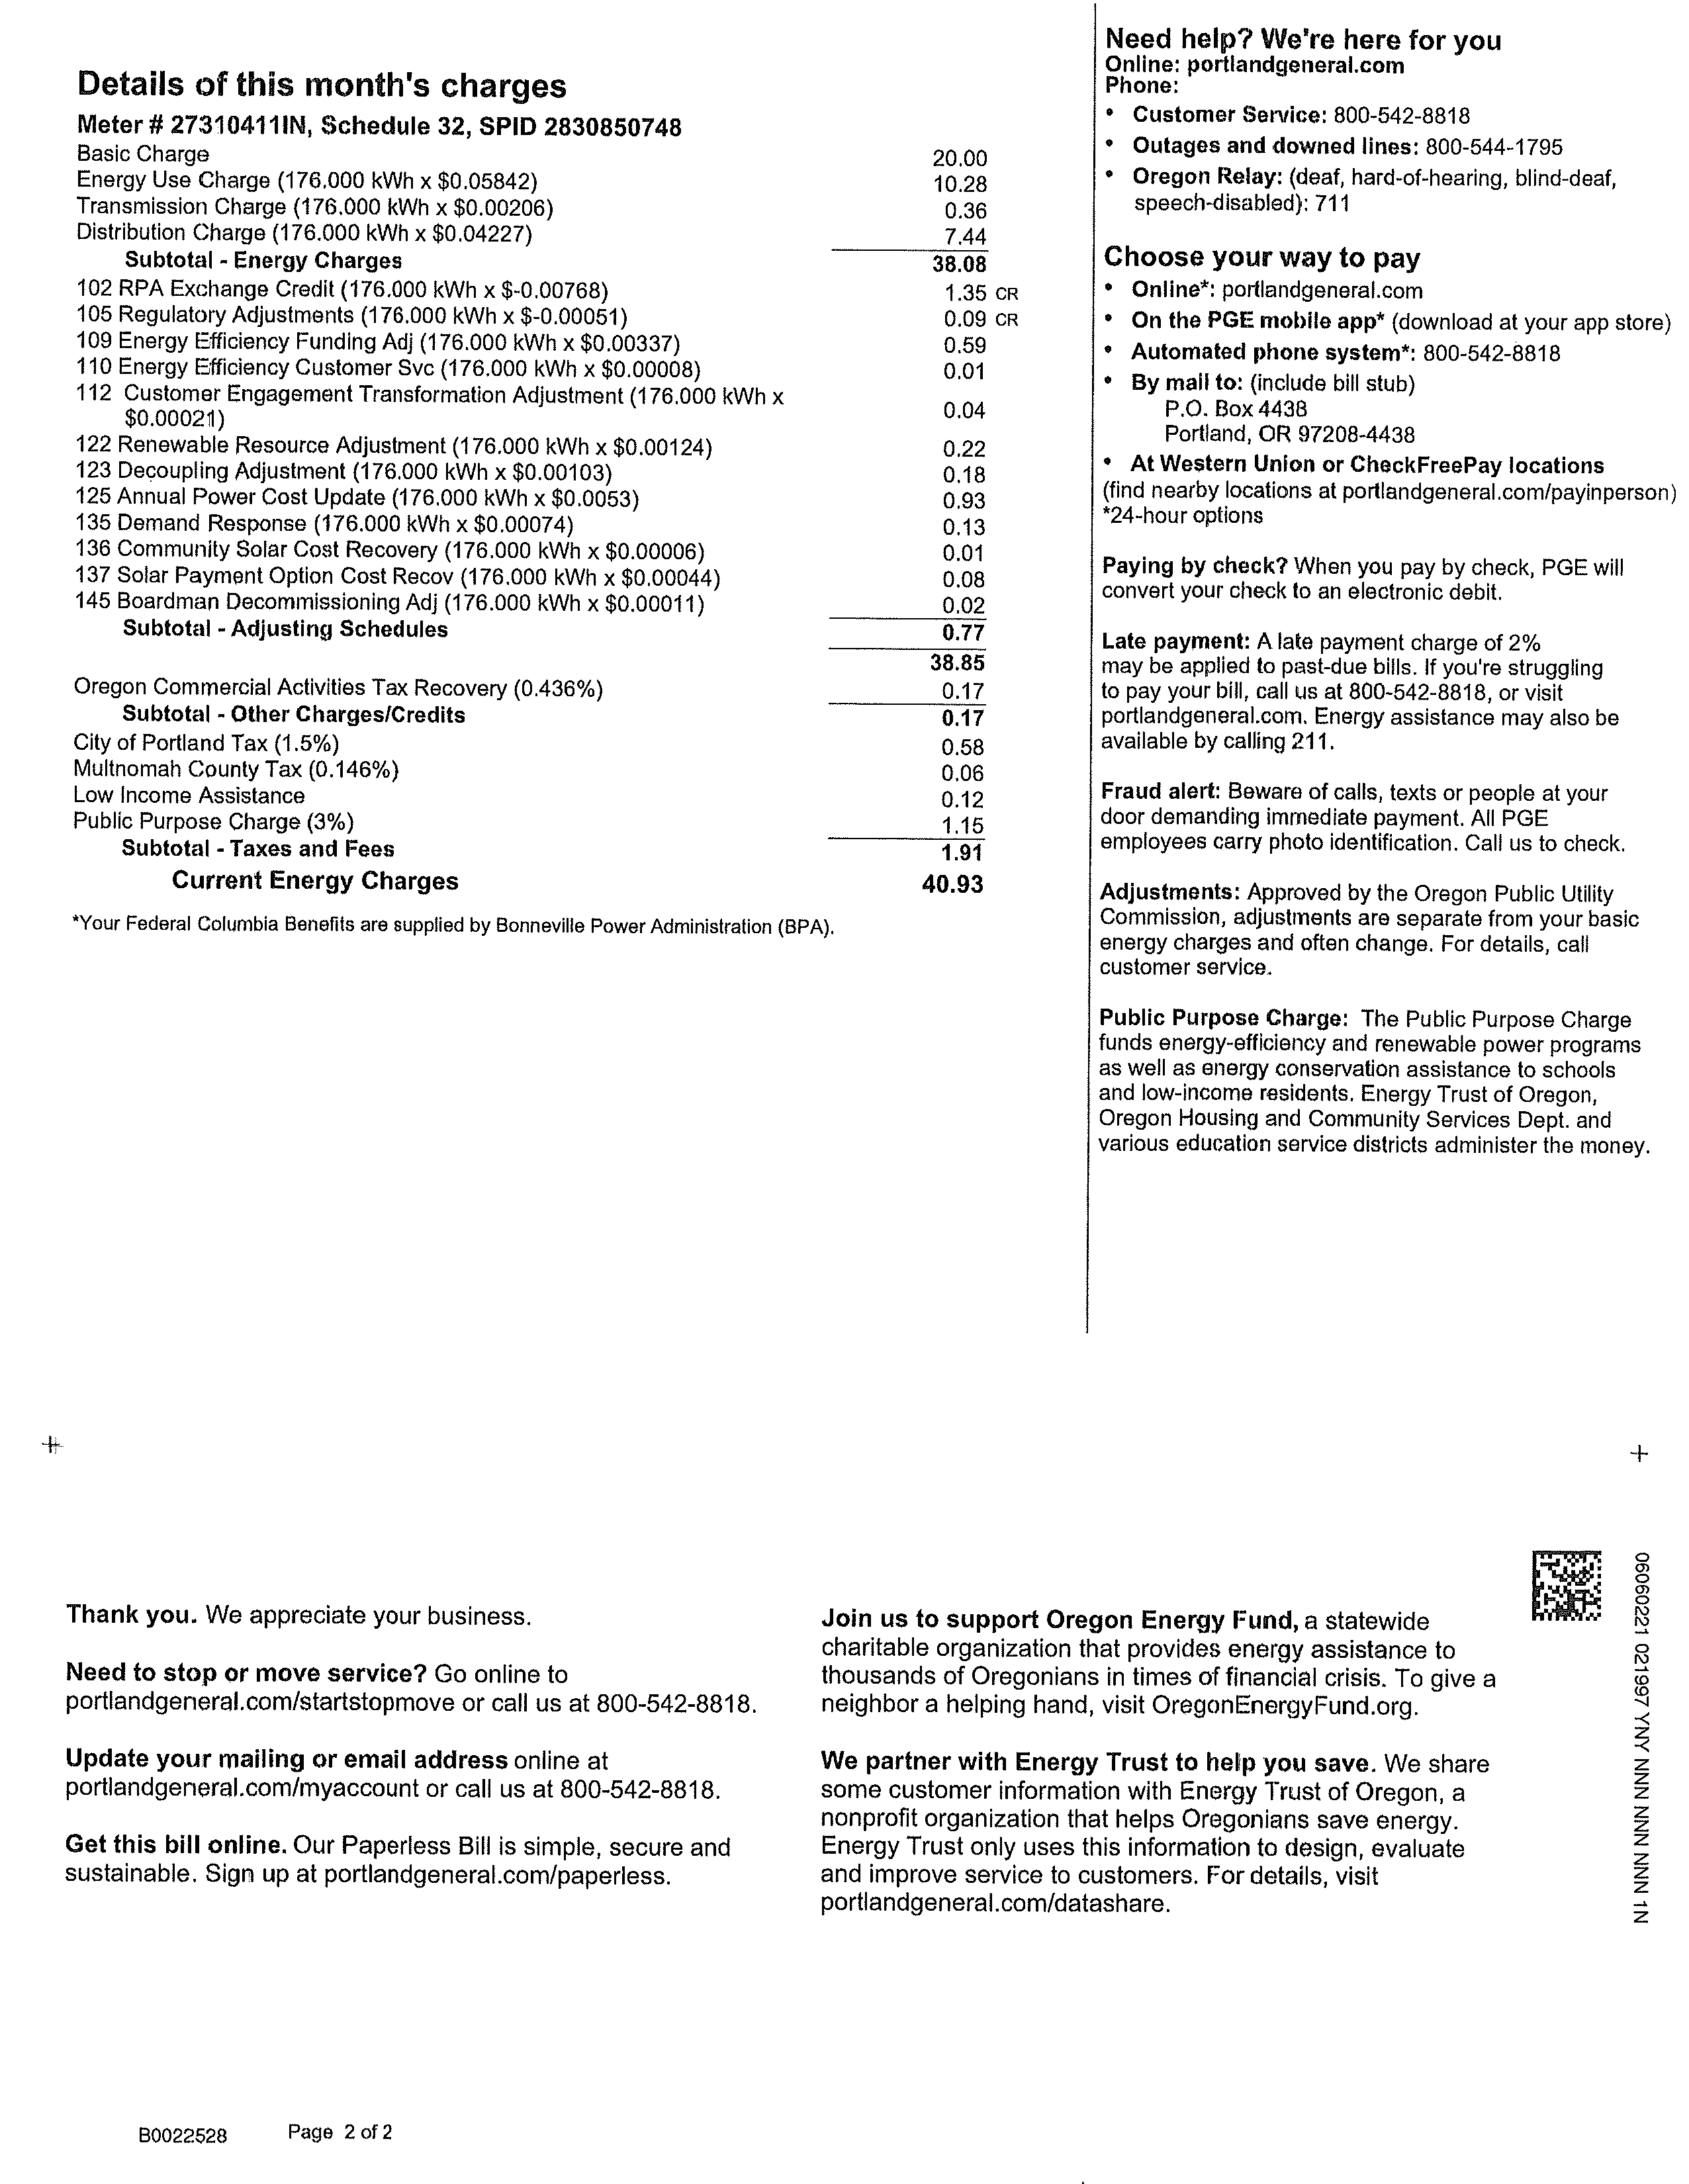 Details of this month's charges
Meter # 27310411IN, Schedule 32, SPID 2830850748
Basic Charge 20.00
Energy Use Charge (176.000 kWh x $0.05842) 10.28
Transmission Charge (176.000 kWh x $0.00206) 0.36
Distribution Charge (176.000 kWh x $0.04227) 7.44
Subtotal - Energy Charges 38.08
102 RPA Exchange Credit (176.000 kWh x $-0.00768) 1.35 CR
105 Regulatory Adjustments (176.000 kWh x $-0.00051) 0.09 CR
109 Energy Efficiency Funding Adj (176.000 kWh x $0.00337) 0.59
110 Energy Efficiency Customer Svc (176.000 kWh x $0.00008) 0.01
112 Customer Engagement Transformation Adjustment (176.000 kWh x
$0.00021) 0.04
122 Renewable Resource Adjustment (176.000 kWh x $0.00124) 0.22
123 Decoupling Adjustment (176.000 kWh x $0.00103) 0.18
125 Annual Power Cost Update (176.000 kWh x $0.0053) 0.93
135 Demand Response (176.000 kWh x $0.00074) 0.13
136 Community Solar Cost Recovery (176.000 kWh x $0.00006) 0.01
137 Solar Payment Option Cost Recov (176.000 kWh x $0.00044) 0.08
145 Boardman Decommissioning Adj (176.000 kWh x $0.00011) 0.02
Subtotal - Adjusting Schedules 0.77
38.85
Oregon Commercial Activities Tax Recovery (0.436%) 0.17
Subtotal - Other Charges/Credits 0.17
City of Portland Tax (1.5%) 0.58
Multnomah County Tax (0.146%) 0.06
Low Income Assistance 0.12
Public Purpose Charge (3%) 1.15
Subtotal - Taxes and Fees 1.91
Current Energy Charges 40.93
*Your Federal Columbia Benefits are supplied by Bonneville Power Administration (BPA).
Need help? We're here for you
Online: portlandgeneral.com
Phone:
• Customer Service: 800-542-8818
• Outages and downed lines: 800-544-1795
• Oregon Relay: (deaf, hard-of-hearing, blind-deaf,
speech-disabled): 711
Choose your way to pay
• Online*: portlandgeneral.com
• On the PGE mobile app* (download at your app store)
• Automated phone system*: 800-542-8818
• By mail to: (include bill stub)
P.O. Box 4438
Portland, OR 97208-4438
• At Western Union or CheckFreePay locations
(find nearby locations at portlandgeneral.com/payinperson)
*24-hour options
Paying by check? When you pay by check, PGE will
convert your check to an electronic debit.
Late payment: A late payment charge of 2%
may be applied to past-due bills. If you're struggling
to pay your bill, call us at 800-542-8818, or visit
portlandgeneral.com. Energy assistance may also be
available by calling 211.
Fraud alert: Beware of calls, texts or people at your
door demanding immediate payment. All PGE
employees carry photo identification. Call us to check.
Adjustments: Approved by the Oregon Public Utility
Commission, adjustments are separate from your basic
energy charges and often change. For details, call
customer service.
Public Purpose Charge: The Public Purpose Charge
funds energy-efficiency and renewable power programs
as well as energy conservation assistance to schools
and low-income residents. Energy Trust of Oregon,
Oregon Housing and Community Services Dept. and
various education service districts administer the money.
Thank you. We appreciate your business.
Need to stop or move service? Go online to
portlandgeneral.com/startstopmove or call us at 800-542-8818.
Update your mailing or email address online at
portlandgeneral.com/myaccount or call us at 800-542-8818.
Get this bill online. Our Paperless Bill is simple, secure and
sustainable. Sign up at portlandgeneral.com/paperless.
Join us to support Oregon Energy Fund, a statewide
charitable organization that provides energy assistance to
thousands of Oregonians in times of financial crisis. To give a
neighbor a helping hand, visit OregonEnergyFund.org.
We partner with Energy Trust to help you save. We share
some customer information with Energy Trust of Oregon, a
nonprofit organization that helps Oregonians save energy.
Energy Trust only uses this information to design, evaluate
and improve service to customers. For details, visit
portlandgeneral.com/datashare.
06060221 021997 YNY NNN NNN NNN 1N
B0022528 Page 2 of 2